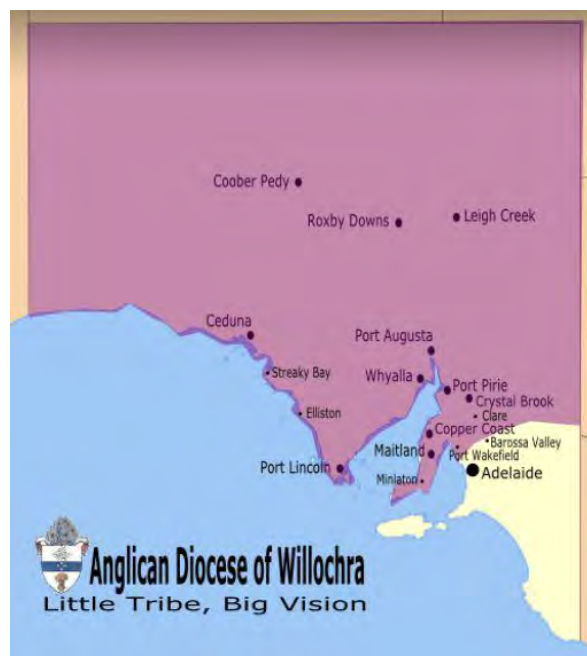 Coober Pedy
Roxby Downs
Leigh Creek
Ceduna
Port Augusta
Streaky Bay
Whyalla
Port Pirie
Crystal Brook
Elliston
Clare
Copper Coast
Barossa Valley
Maitland
Port Wakefield
Port Lincoln
Adelaide
Minlaton
Anglican Diocese of Willochra
Little Tribe, Big Vision